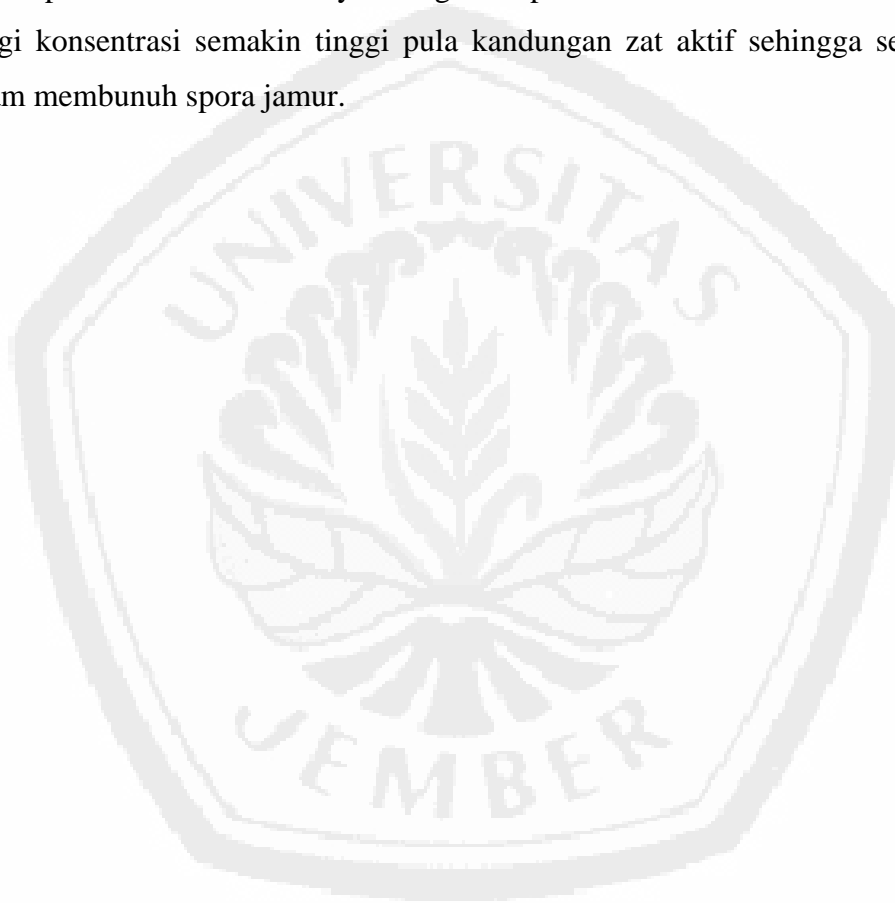 gi konsentrasi semakin tinggi pula kandungan zat aktif sehingga se
m membunuh spora jamur.
UNIVERSITAS
JEMBER